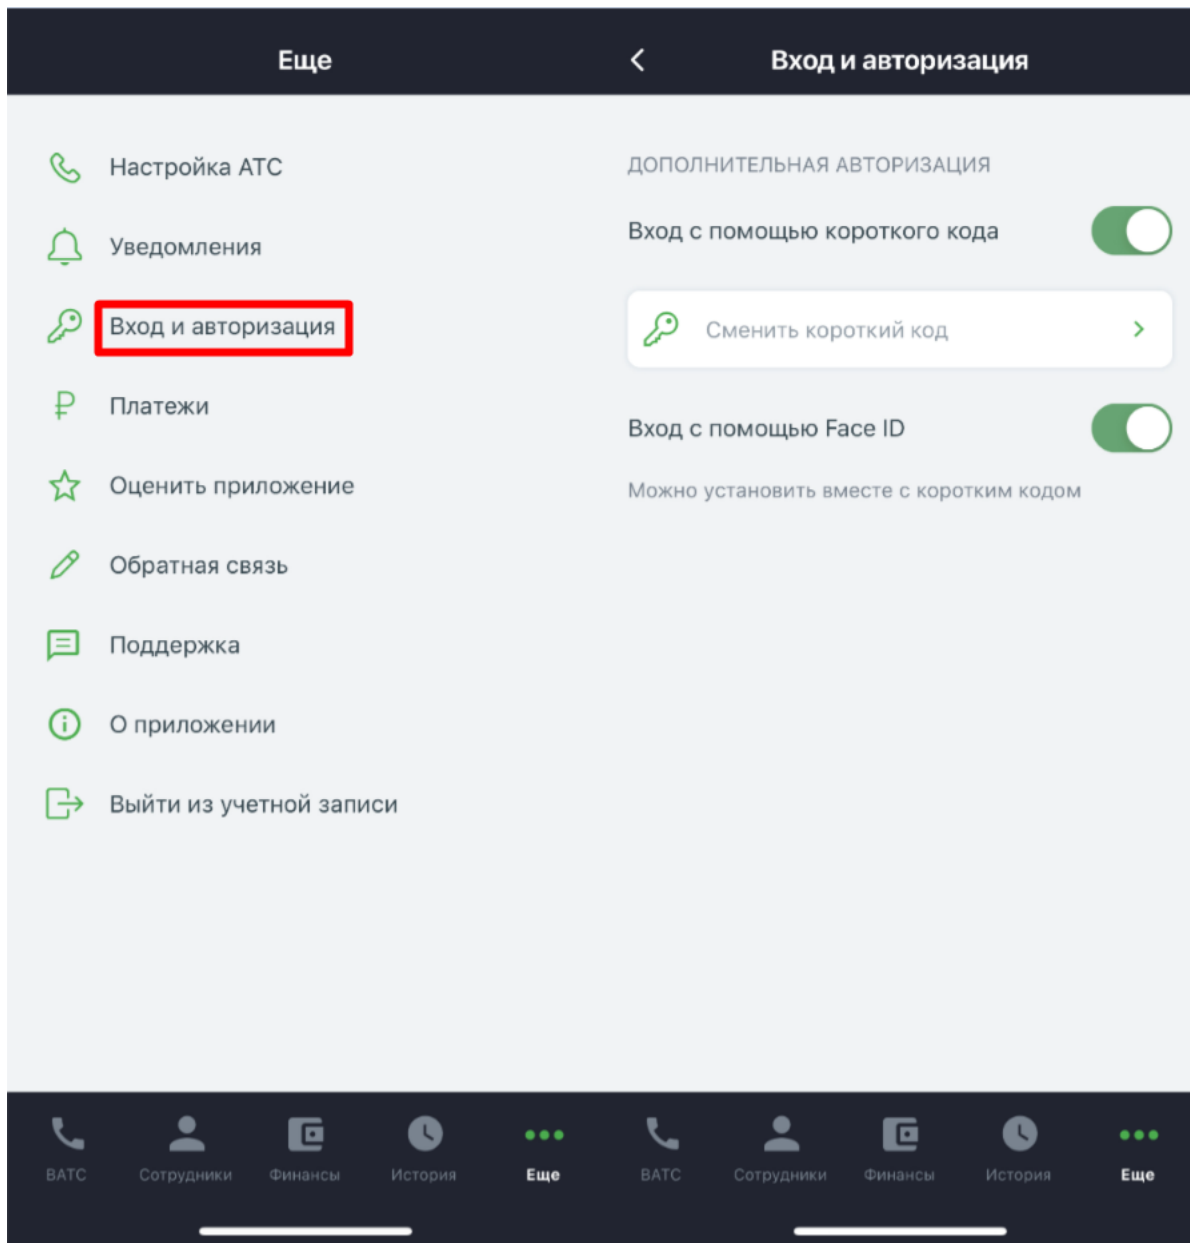 Еще
Настройка АТС
Уведомления
Вход и авторизация
Платежи
Оценить приложение
Обратная связь
Поддержка
О приложении
Выйти из учетной записи
ВАТС
Сотрудники
Финансы
История
Еще
Вход и авторизация
ДОПОЛНИТЕЛЬНАЯ АВТОРИЗАЦИЯ
Вход с помощью короткого кода
Сменить короткий код
Вход с помощью Face ID
Можно установить вместе с коротким кодом
ВАТС
Сотрудники
Финансы
История
Еще